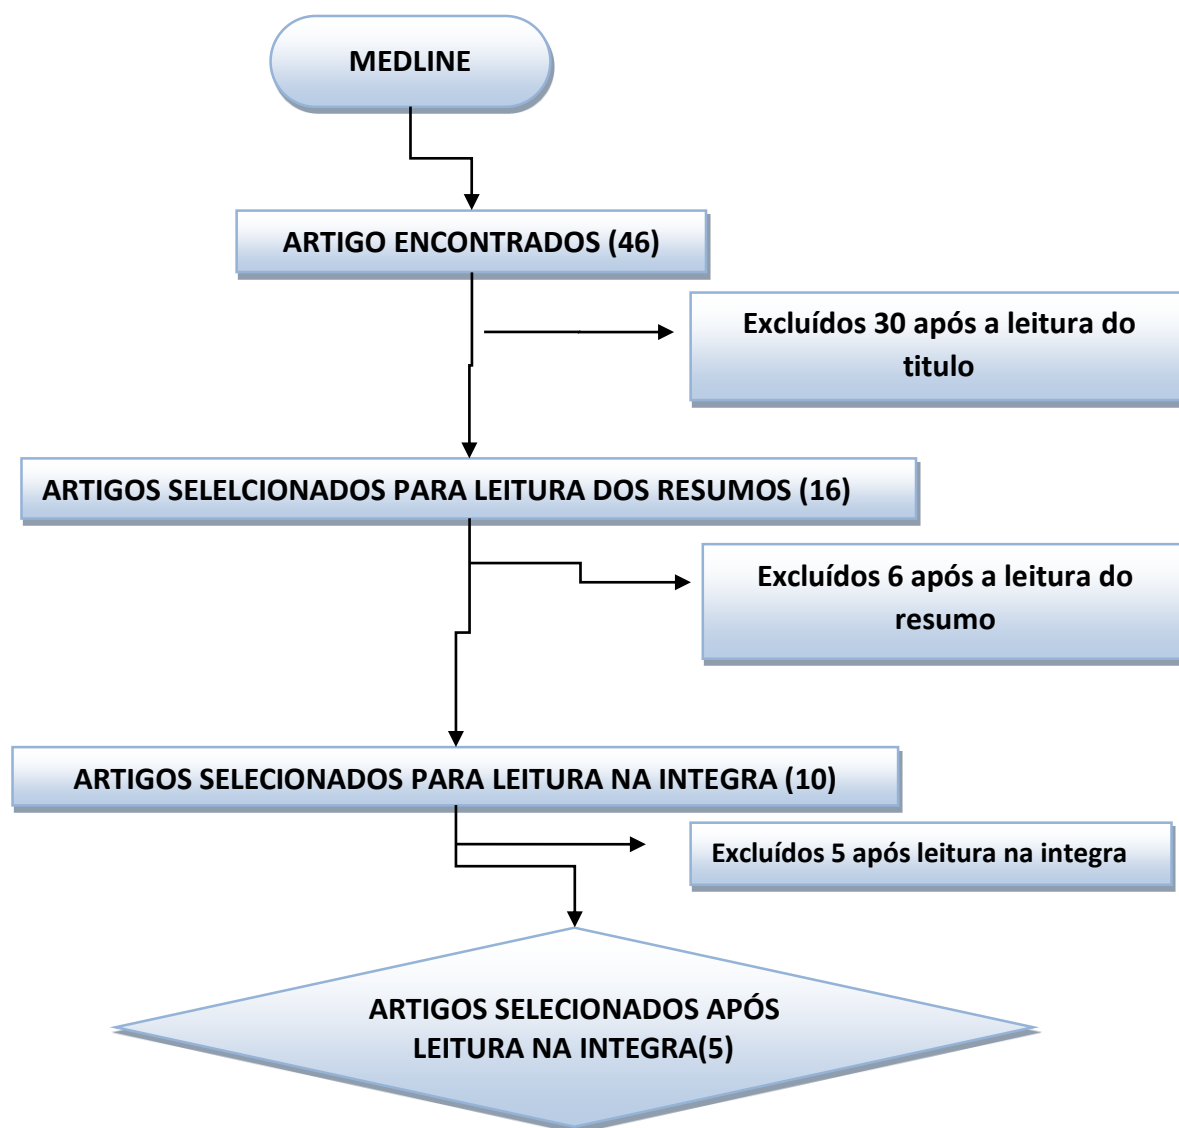 MEDLINE
ARTIGO ENCONTRADOS (46)
Excluídos 30 após a leitura do
titulo
ARTIGOS SELELCIONADOS PARA LEITURA DOS RESUMOS (16)
Excluídos 6 após a leitura do
resumo
ARTIGOS SELECIONADOS PARA LEITURA NA INTEGRA (10)
Excluídos 5 após leitura na integra
ARTIGOS SELECIONADOS APÓS
LEITURA NA INTEGRA(5)